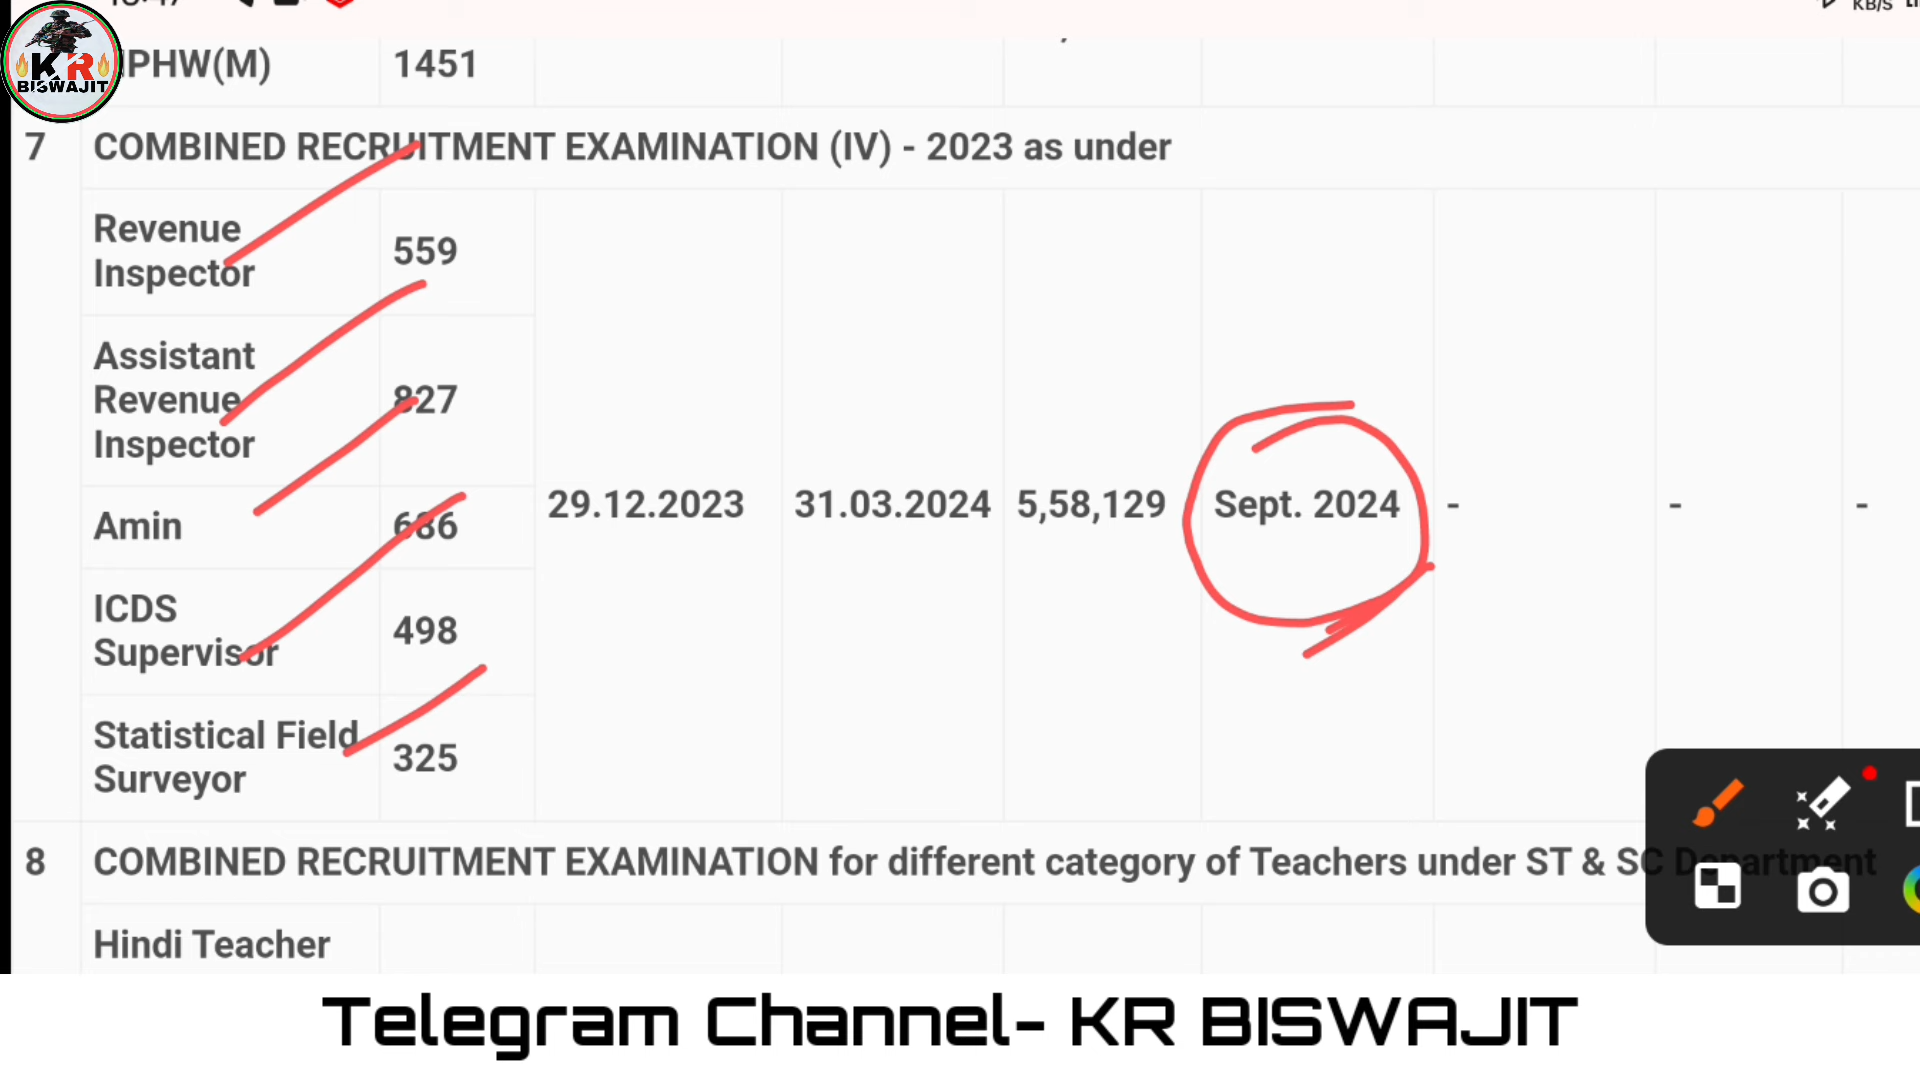 KB/S
KR
BISWAJIT
PHW(M) 1451
7 COMBINED RECRUITMENT EXAMINATION (IV) - 2023 as under
Revenue
Inspector
559
Assistant
Revenue
Inspector
827
Amin 686
29.12.2023 31.03.2024 5,58,129 Sept. 2024 - - -
ICDS
Supervisor
498
Statistical Field
Surveyor
325
8 COMBINED RECRUITMENT EXAMINATION for different category of Teachers under ST & SC Department
Hindi Teacher
Telegram Channel- KR BISWAJIT